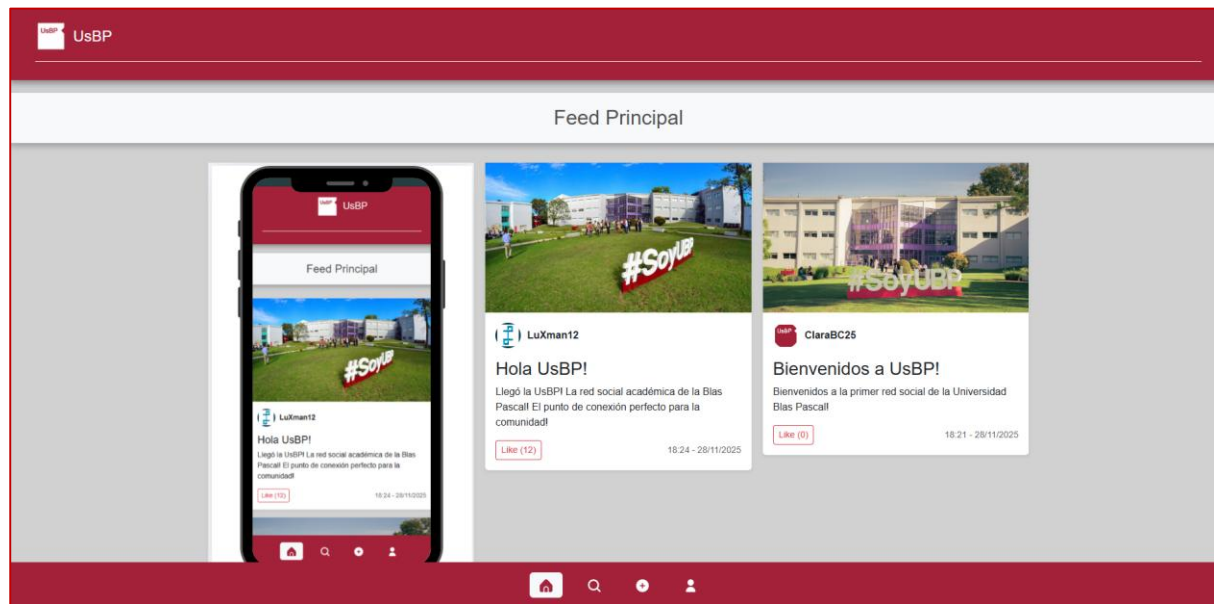 UsBP
UsBP
Feed Principal
UsBP
UsBP
Feed Principal
#SoyUBP
LuXman12
Hola UsBP!
Llegó la UsBP! La red social académica de la Blas
Pascal! El punto de conexión perfecto para la
comunidad!
Like (12)
18:24 - 28/11/2025
#SoyUBP
LuXman12
Hola UsBP!
Llegó la UsBP! La red social académica de la Blas
Pascal! El punto de conexión perfecto para la
comunidad!
Like (12)
18:24 - 28/11/2025
#SoyUBP
UsBP
ClaraBC25
Bienvenidos a UsBP!
Bienvenidos a la primer red social de la Universidad
Blas Pascal!
Like (0)
18:21 - 28/11/2025